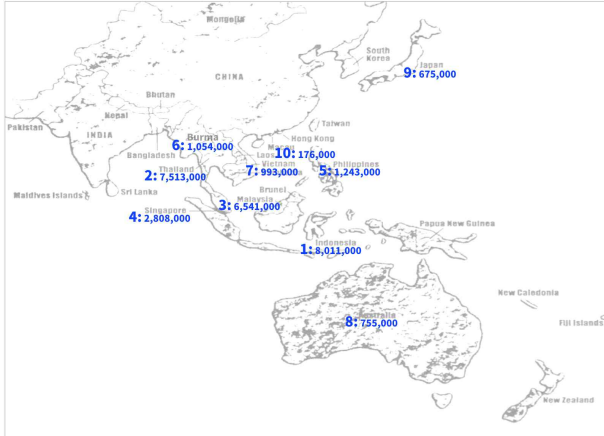 Mongolia
South
Korea
Japan
9: 675,000
CHINA
Bhutan
Nepal
Pakistan
INDIA
Taiwan
Hong Kong
Macau
Burma
6: 1,054,000
Bangladesh
Laos
10: 176,000
Thailand
2: 7,513,000
Vietnam
7: 993,000
Philippines
5: 1,243,000
Maldives Islands
Sri Lanka
Brunei
Malaysia
3: 6,541,000
Singapore
4: 2,808,000
Papua New Guinea
Indonesia
1: 8,011,000
New Caledonia
Fiji Islands
Australia
8: 755,000
New Zealand